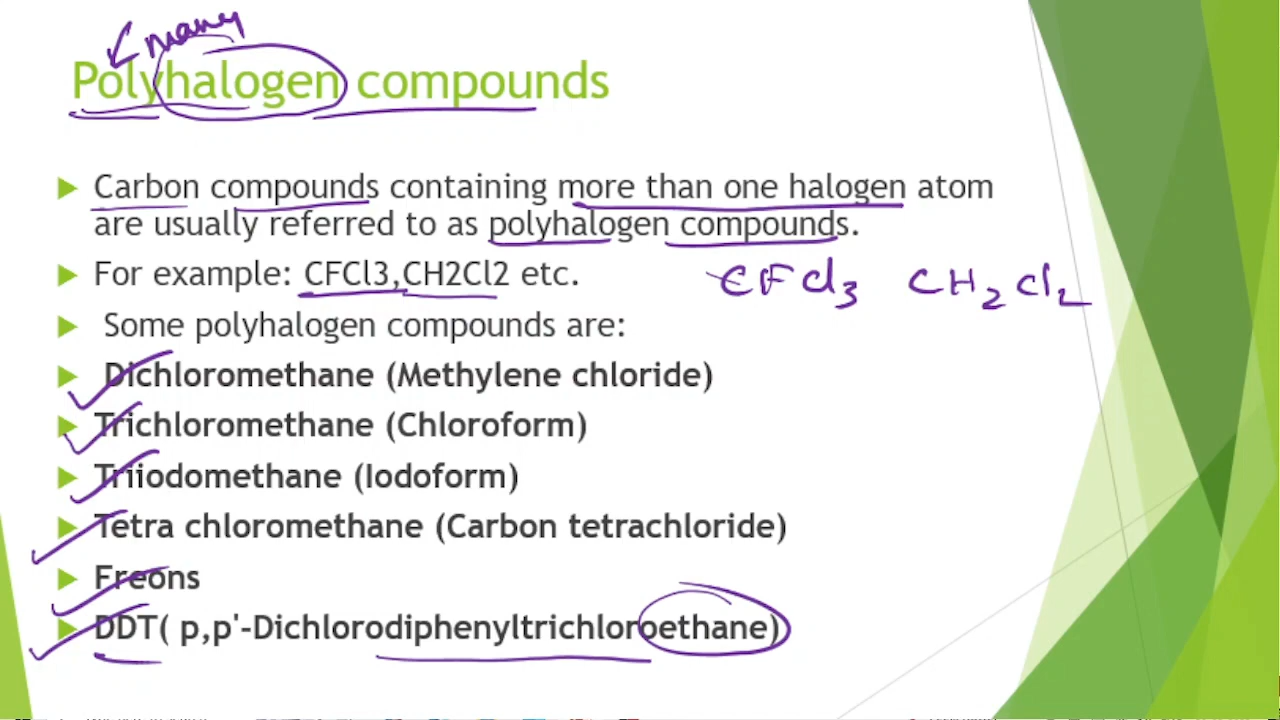 many
Polyhalogen compounds
Carbon compounds containing more than one halogen atom
are usually referred to as polyhalogen compounds.
For example: CFCl3,CH2Cl2 etc.
CFCl3 CH2Cl2
Some polyhalogen compounds are:
Dichloromethane (Methylene chloride)
Trichloromethane (Chloroform)
Triiodomethane (Iodoform)
Tetra chloromethane (Carbon tetrachloride)
Freons
DDT( p,p'-Dichlorodiphenyltrichloroethane)